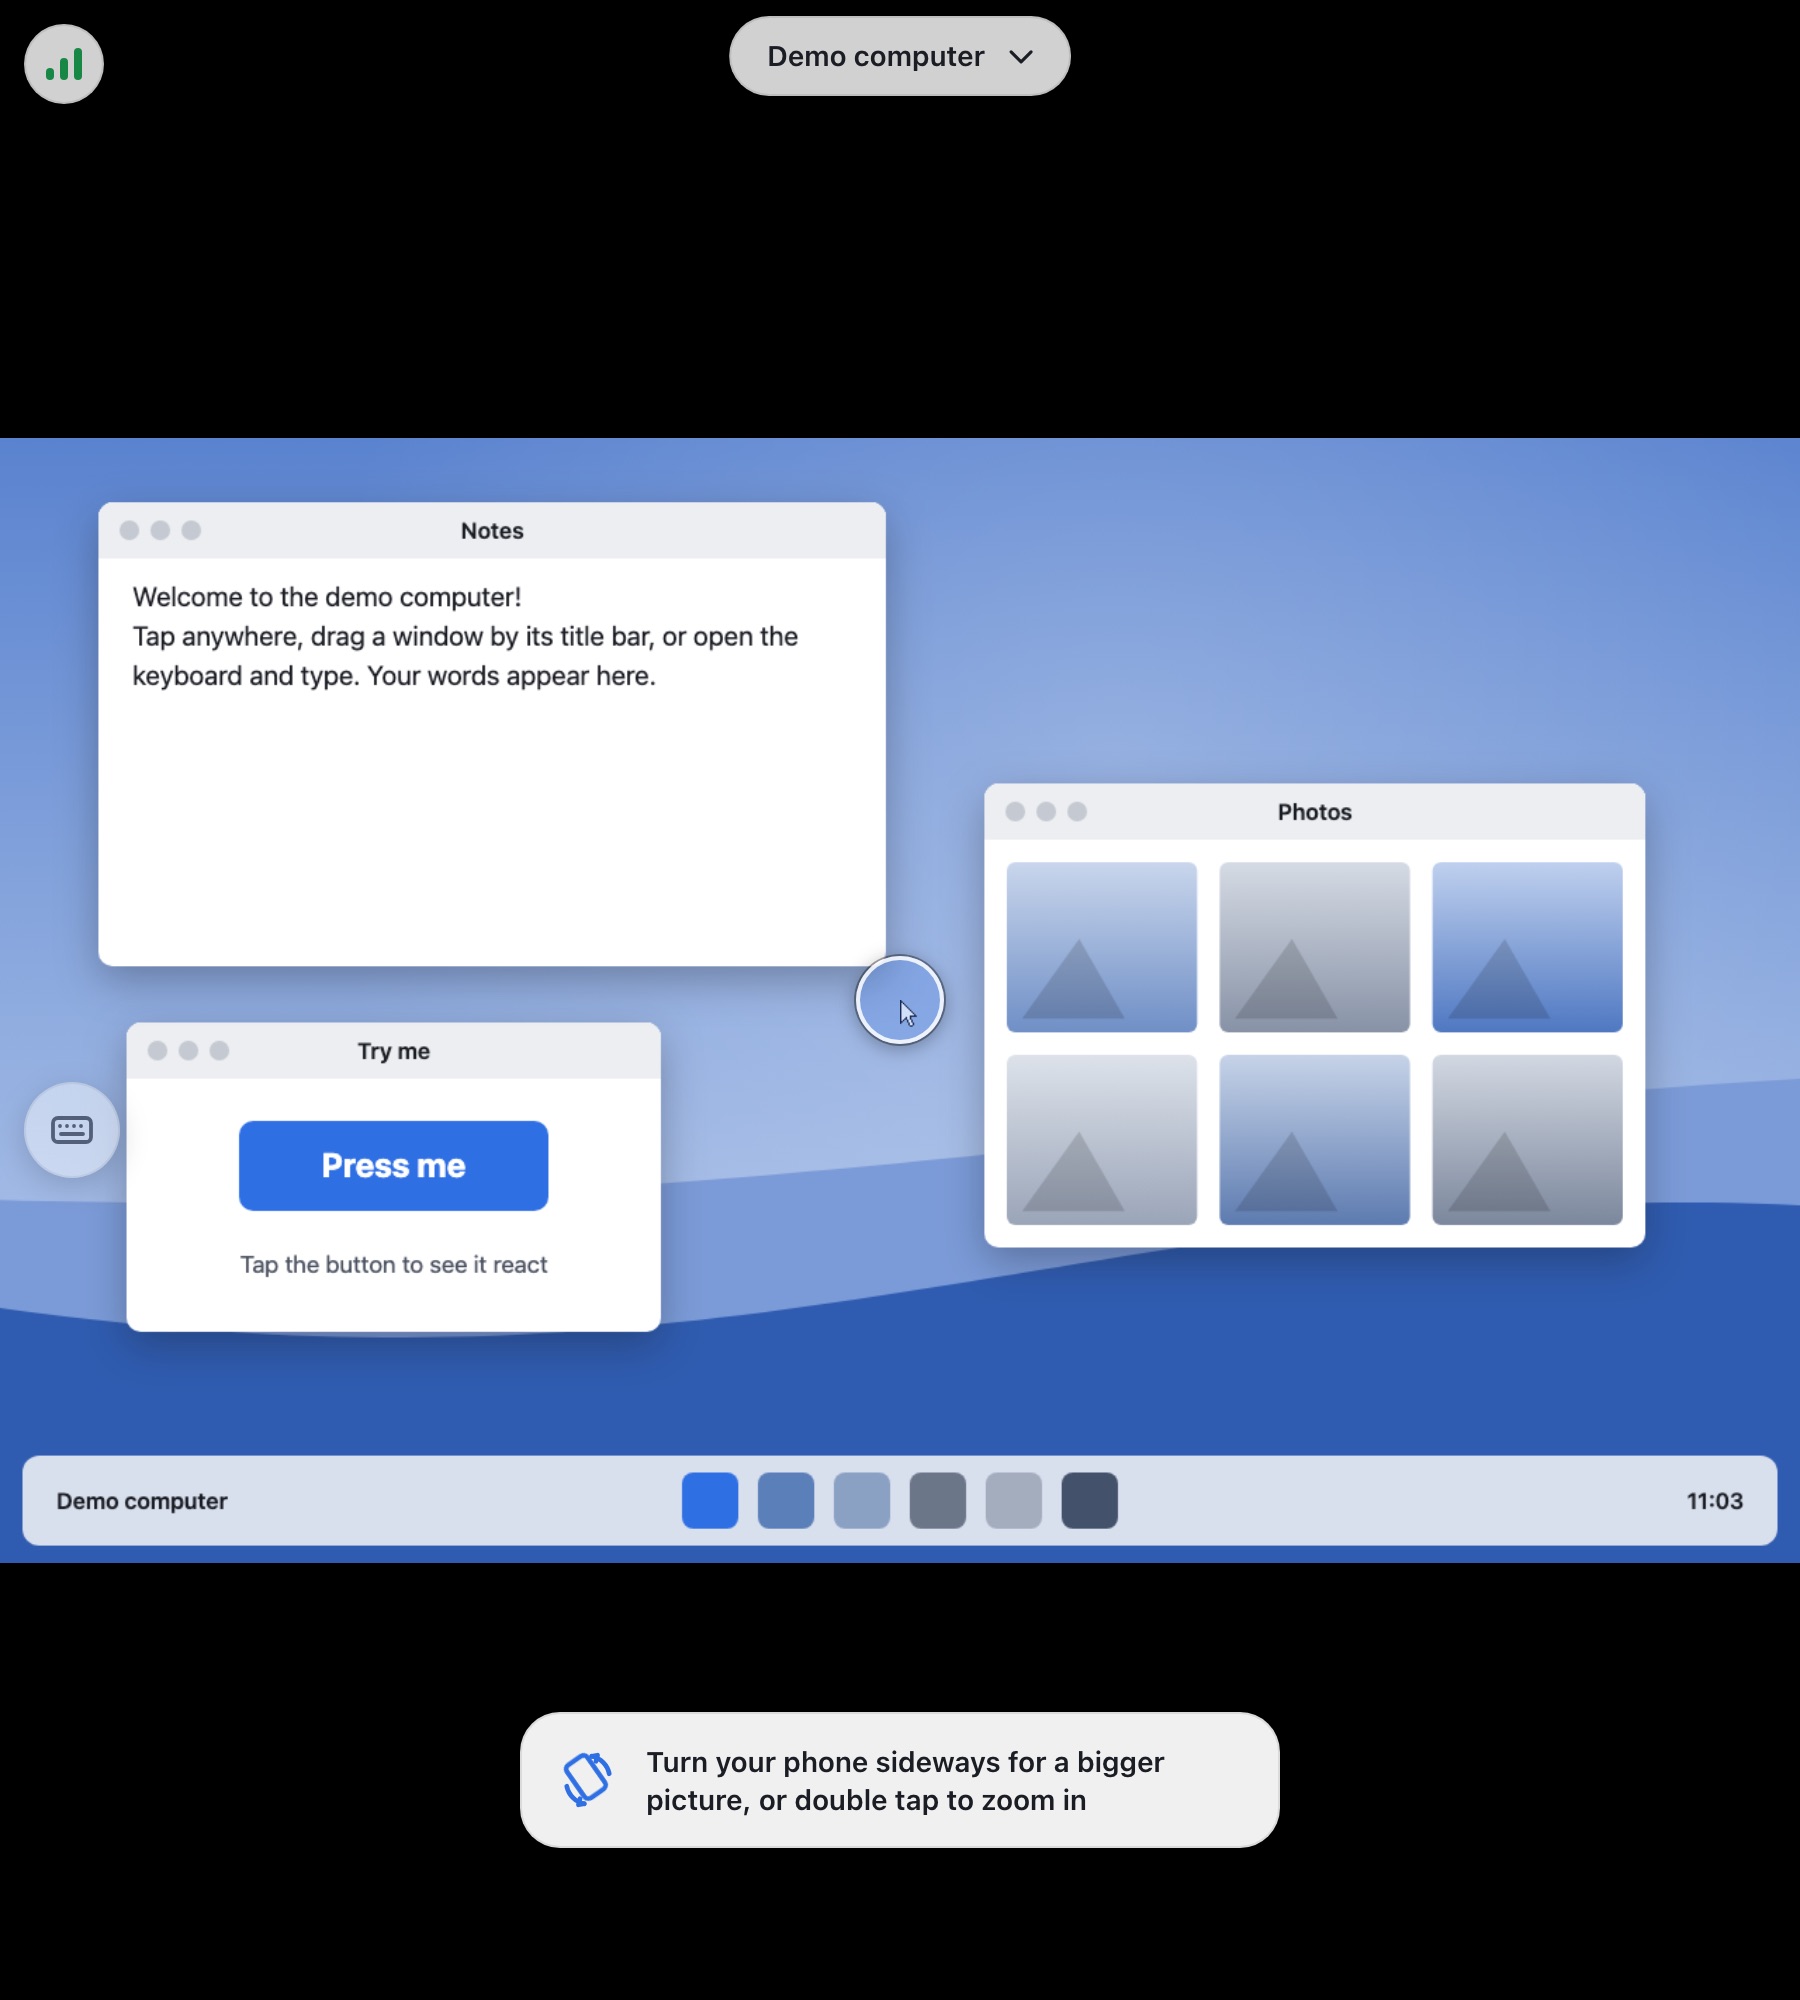 Demo computer
Notes
Welcome to the demo computer!
Tap anywhere, drag a window by its title bar, or open the
keyboard and type. Your words appear here.
Photos
Try me
Press me
Tap the button to see it react
Demo computer
11:03
Turn your phone sideways for a bigger
picture, or double tap to zoom in